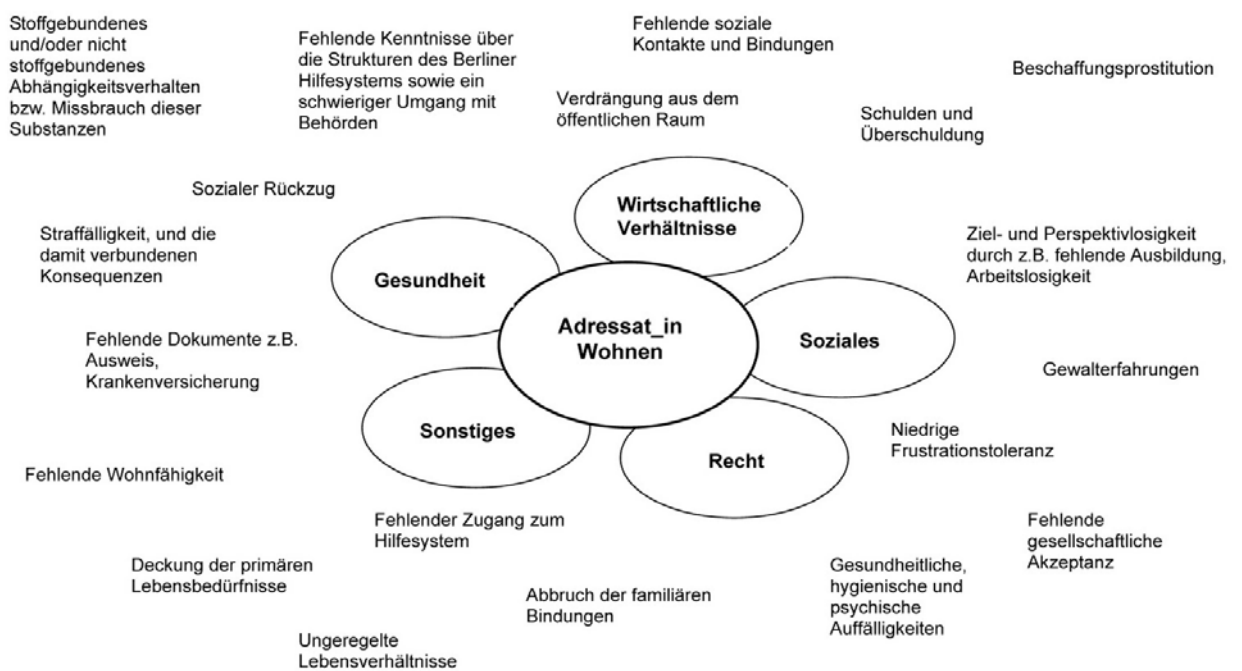 Stoffgebundenes
und/oder nicht
stoffgebundenes
Abhängigkeitsverhalten
bzw. Missbrauch dieser
Substanzen
Fehlende Kenntnisse über
die Strukturen des Berliner
Hilfesystems sowie ein
schwieriger Umgang mit
Behörden
Fehlende soziale
Kontakte und Bindungen
Beschaffungsprostitution
Verdrängung aus dem
öffentlichen Raum
Schulden und
Überschuldung
Sozialer Rückzug
Wirtschaftliche
Verhältnisse
Straffälligkeit, und die
damit verbundenen
Konsequenzen
Gesundheit
Ziel- und Perspektivlosigkeit
durch z.B. fehlende Ausbildung,
Arbeitslosigkeit
Adressat_in
Wohnen
Soziales
Fehlende Dokumente z.B.
Ausweis,
Krankenversicherung
Gewalterfahrungen
Sonstiges
Recht
Niedrige
Frustrationstoleranz
Fehlende Wohnfähigkeit
Fehlender Zugang zum
Hilfesystem
Fehlende
gesellschaftliche
Akzeptanz
Deckung der primären
Lebensbedürfnisse
Abbruch der familiären
Bindungen
Gesundheitliche,
hygienische und
psychische
Auffälligkeiten
Ungeregelte
Lebensverhältnisse